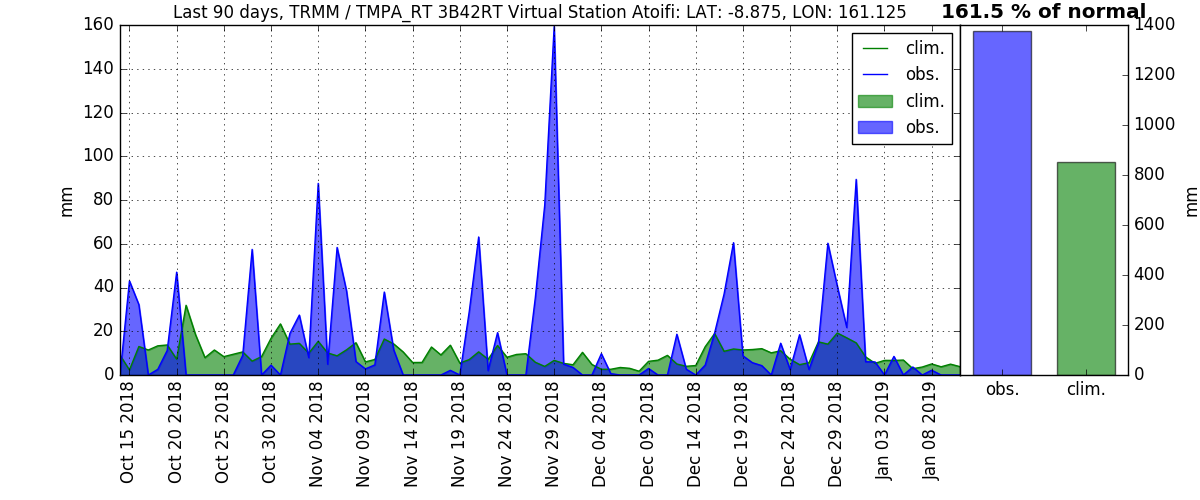 Last 90 days, TRMM / TMPA_RT 3B42RT Virtual Station Atoifi: LAT: -8.875, LON: 161.125
161.5 % of normal
mm
160
140
120
100
80
60
40
20
0
clim.
obs.
clim.
obs.
Oct 15 2018
Oct 20 2018
Oct 25 2018
Oct 30 2018
Nov 04 2018
Nov 09 2018
Nov 14 2018
Nov 19 2018
Nov 24 2018
Nov 29 2018
Dec 04 2018
Dec 09 2018
Dec 14 2018
Dec 19 2018
Dec 24 2018
Dec 29 2018
Jan 03 2019
Jan 08 2019
1400
1200
1000
800
600
400
200
0
mm
obs.
clim.